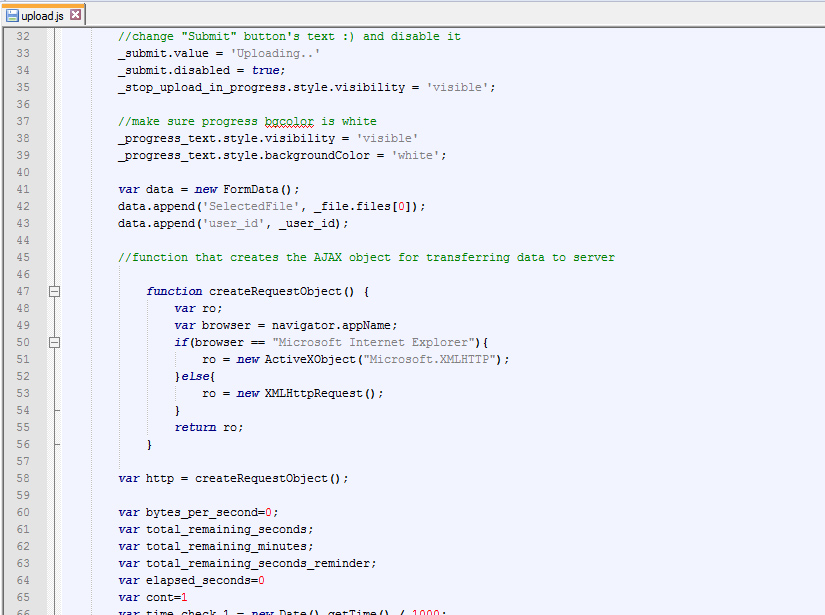 upload.js
32 //change "Submit" button's text :) and disable it
33 _submit.value = 'Uploading..'
34 _submit.disabled = true;
35 _stop_upload_in_progress.style.visibility = 'visible';
36
37 //make sure progress bgcolor is white
38 _progress_text.style.visibility = 'visible'
39 _progress_text.style.backgroundColor = 'white';
40
41 var data = new FormData();
42 data.append('SelectedFile', _file.files[0]);
43 data.append('user_id', _user_id);
44
45 //function that creates the AJAX object for transferring data to server
46
47 function createRequestObject() {
48 var ro;
49 var browser = navigator.appName;
50 if(browser == "Microsoft Internet Explorer"){
51 ro = new ActiveXObject("Microsoft.XMLHTTP");
52 }else{
53 ro = new XMLHttpRequest();
54 }
55 return ro;
56 }
57
58 var http = createRequestObject();
59
60 var bytes_per_second=0;
61 var total_remaining_seconds;
62 var total_remaining_minutes;
63 var total_remaining_seconds_reminder;
64 var elapsed_seconds=0
65 var cont=1
66 var time_check_1 = new Date().getTime() / 1000;